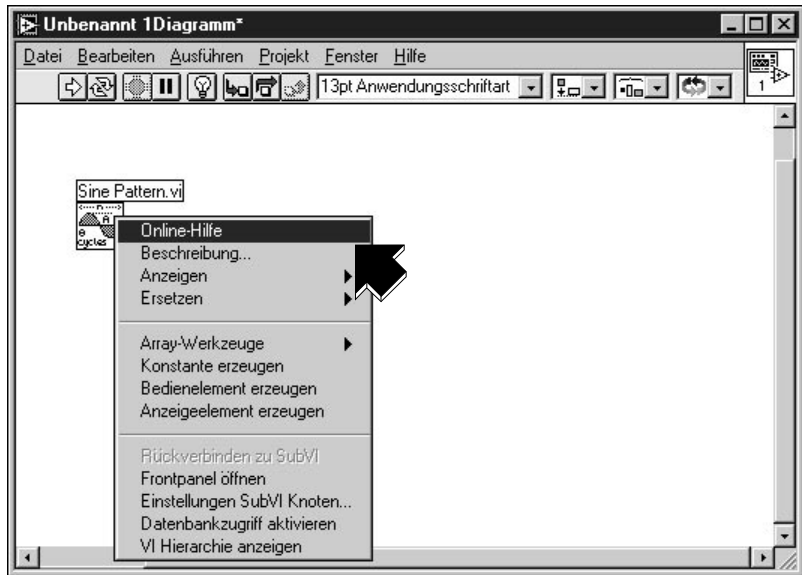 Unbenannt 1Diagramm*
Datei Bearbeiten Ausführen Projekt Fenster Hilfe
13pt Anwendungsschriftart
1
Sine Pattern.vi
n
A
θ
cycles
Online-Hilfe
Beschreibung...
Anzeigen
Ersetzen
Array-Werkzeuge
Konstante erzeugen
Bedienelement erzeugen
Anzeigeelement erzeugen
Rückverbinden zu SubVI
Frontpanel öffnen
Einstellungen SubVI Knoten...
Datenbankzugriff aktivieren
VI Hierarchie anzeigen